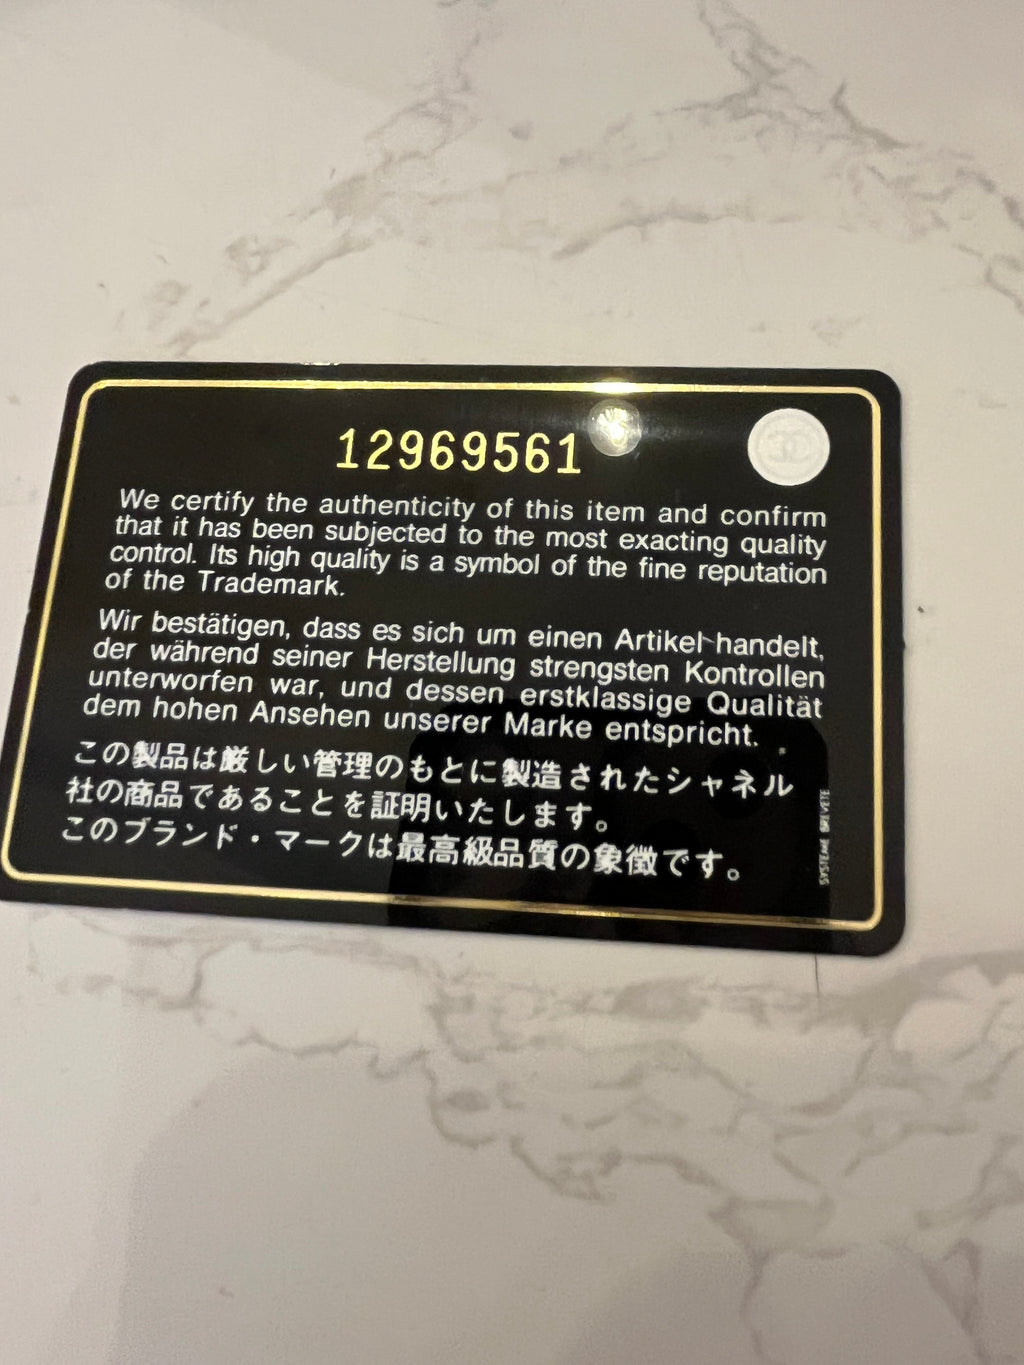 12969561
We certify the authenticity of this item and confirm
that it has been subjected to the most exacting quality
control. Its high quality is a symbol of the fine reputation
of the Trademark.
Wir bestätigen, dass es sich um einen Artikel handelt,
der während seiner Herstellung strengsten Kontrollen
unterworfen war, und dessen erstklassige Qualität
dem hohen Ansehen unserer Marke entspricht.
この製品は厳しい管理のもとに製造されたシャネル
社の商品であることを証明いたします。
このブランド・マークは最高級品質の象徴です。
SYSTEME BREVETE